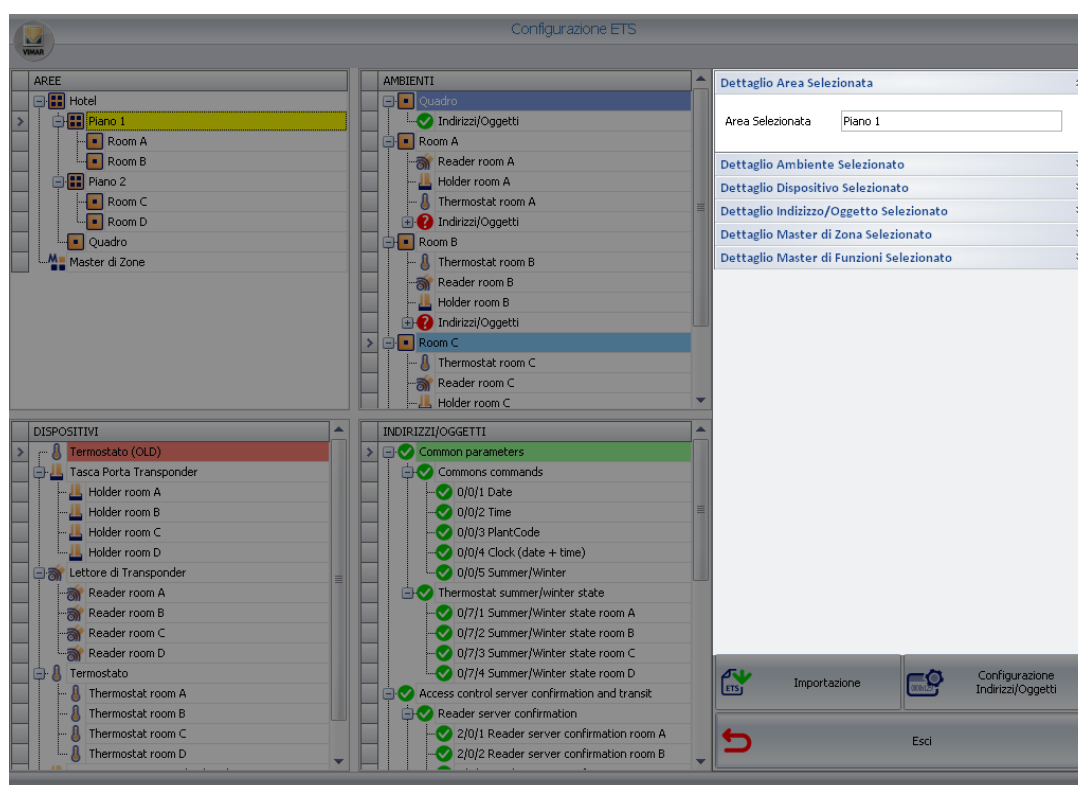 Configurazione ETS
VIMAR
AREE
Hotel
Piano 1
Room A
Room B
Piano 2
Room C
Room D
Quadro
Master di Zone
AMBIENTI
Quadro
Indirizzi/Oggetti
Room A
Reader room A
Holder room A
Thermostat room A
Indirizzi/Oggetti
Room B
Thermostat room B
Reader room B
Holder room B
Indirizzi/Oggetti
Room C
Thermostat room C
Reader room C
Holder room C
Dettaglio Area Selezionata
Area Selezionata Piano 1
Dettaglio Ambiente Selezionato
Dettaglio Dispositivo Selezionato
Dettaglio Indizizzo/Oggetto Selezionato
Dettaglio Master di Zona Selezionato
Dettaglio Master di Funzioni Selezionato
DISPOSITIVI
Termostato (OLD)
Tasca Porta Transponder
Holder room A
Holder room B
Holder room C
Holder room D
Lettore di Transponder
Reader room A
Reader room B
Reader room C
Reader room D
Termostato
Thermostat room A
Thermostat room B
Thermostat room C
Thermostat room D
INDIRIZZI/OGGETTI
Common parameters
Commons commands
0/0/1 Date
0/0/2 Time
0/0/3 PlantCode
0/0/4 Clock (date + time)
0/0/5 Summer/Winter
Thermostat summer/winter state
0/7/1 Summer/Winter state room A
0/7/2 Summer/Winter state room B
0/7/3 Summer/Winter state room C
0/7/4 Summer/Winter state room D
Access control server confirmation and transit
Reader server confirmation
2/0/1 Reader server confirmation room A
2/0/2 Reader server confirmation room B
ETS
Importazione
Configurazione
Indirizzi/Oggetti
Esci